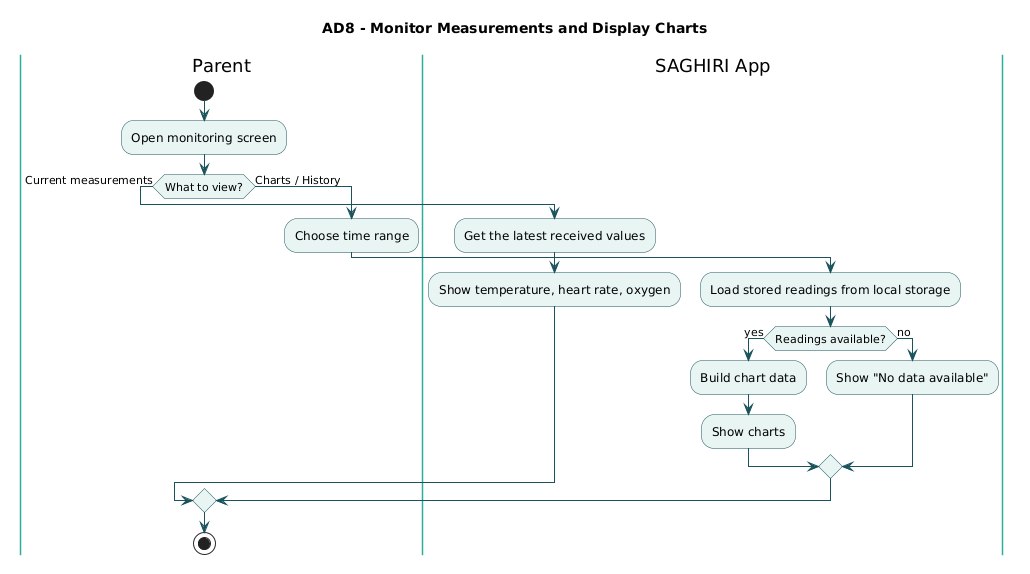 AD8 - Monitor Measurements and Display Charts
Parent
SAGHIRI App
Open monitoring screen
Current measurements
What to view?
Charts / History
Choose time range
Get the latest received values
Show temperature, heart rate, oxygen
Load stored readings from local storage
yes
Readings available?
no
Build chart data
Show "No data available"
Show charts